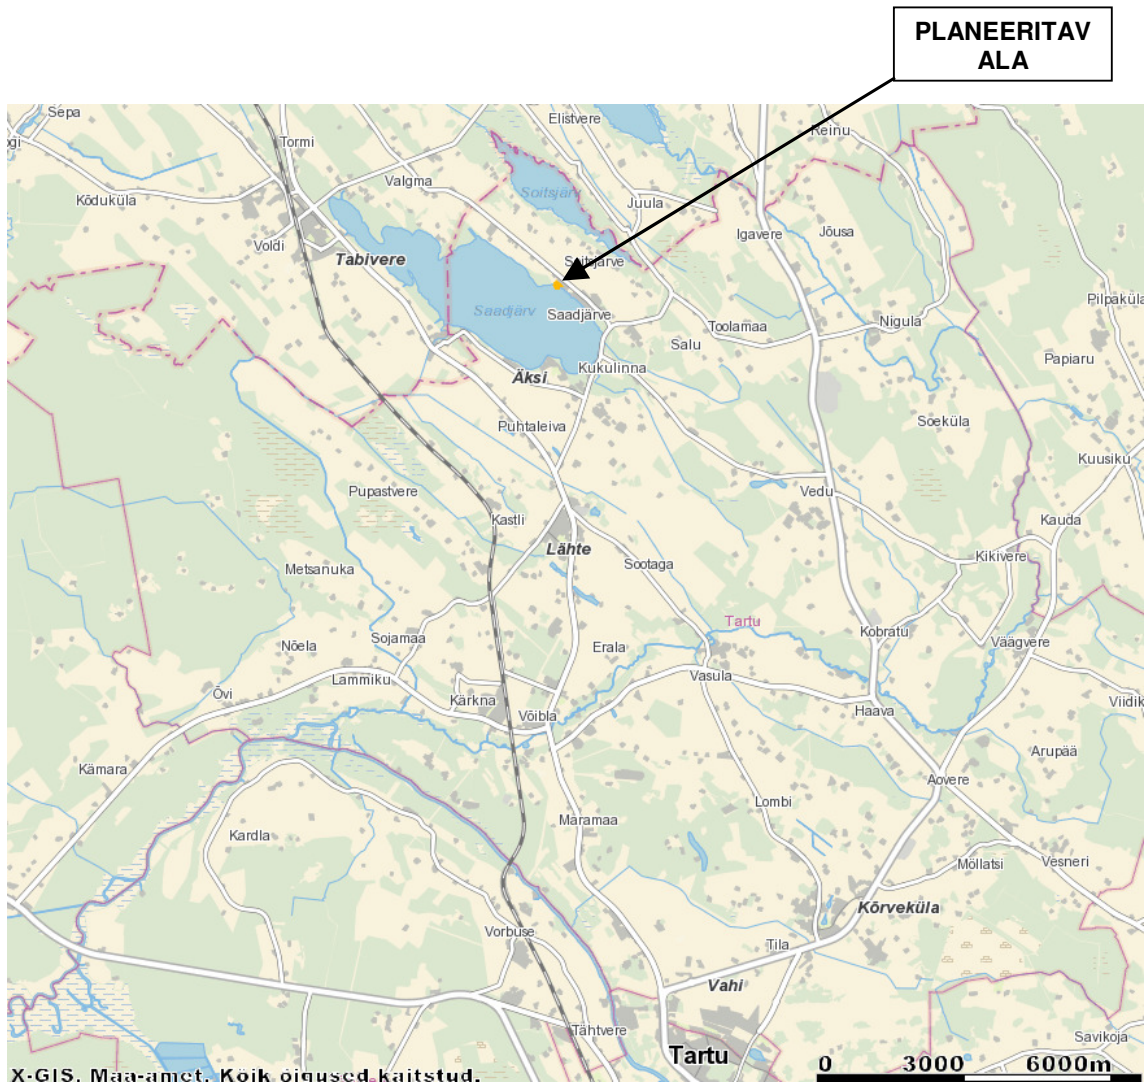 PLANEERITAV
ALA
Sepa
Elistvere
Reinu
Tormi
Valgma
Kõduküla
Soitsjärv
Juula
Igavere
Jõusa
Voldi
Tabivere
Soitsjärve
Saadjärv
Saadjärve
Pilpaküla
Nigula
Toolamaa
Salu
Papiaru
Kukulinna
Äksi
Puhtaleiva
Soeküla
Kuusiku
Pupastvere
Vedu
Kastli
Kauda
Lähte
Kikivere
Sootaga
Metsanuka
Tartu
Kobratu
Nõela
Sojamaa
Erala
Väägvere
Lammiku
Vasula
Õvi
Kärkna
Viidik
Võibla
Haava
Arupää
Kämara
Aovere
Lombi
Maramaa
Kardla
Möllatsi
Vesneri
Kõrveküla
Vorbuse
Tila
Vahi
Tähtvere
Savikoja
Tartu
0 3000 6000m
X-GIS. Maa-amet. Kõik õigused kaitstud.